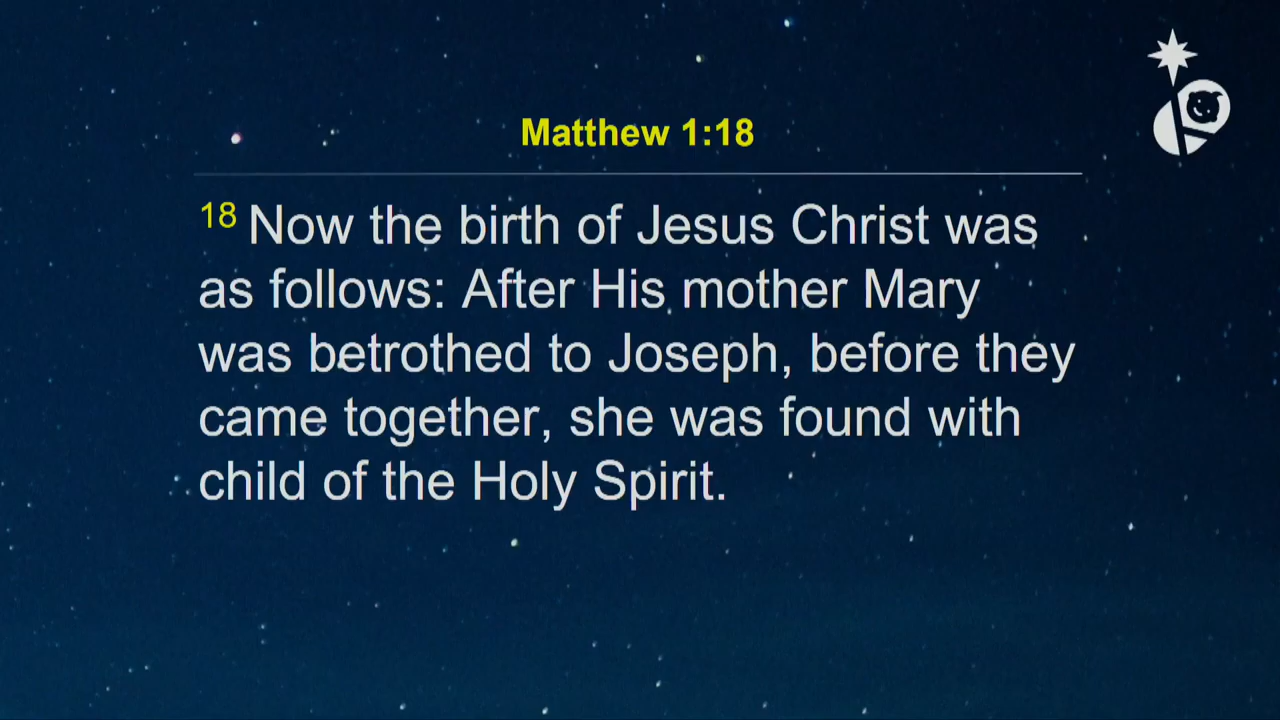 Matthew 1:18
18 Now the birth of Jesus Christ was
as follows: After His mother Mary
was betrothed to Joseph, before they
came together, she was found with
child of the Holy Spirit.